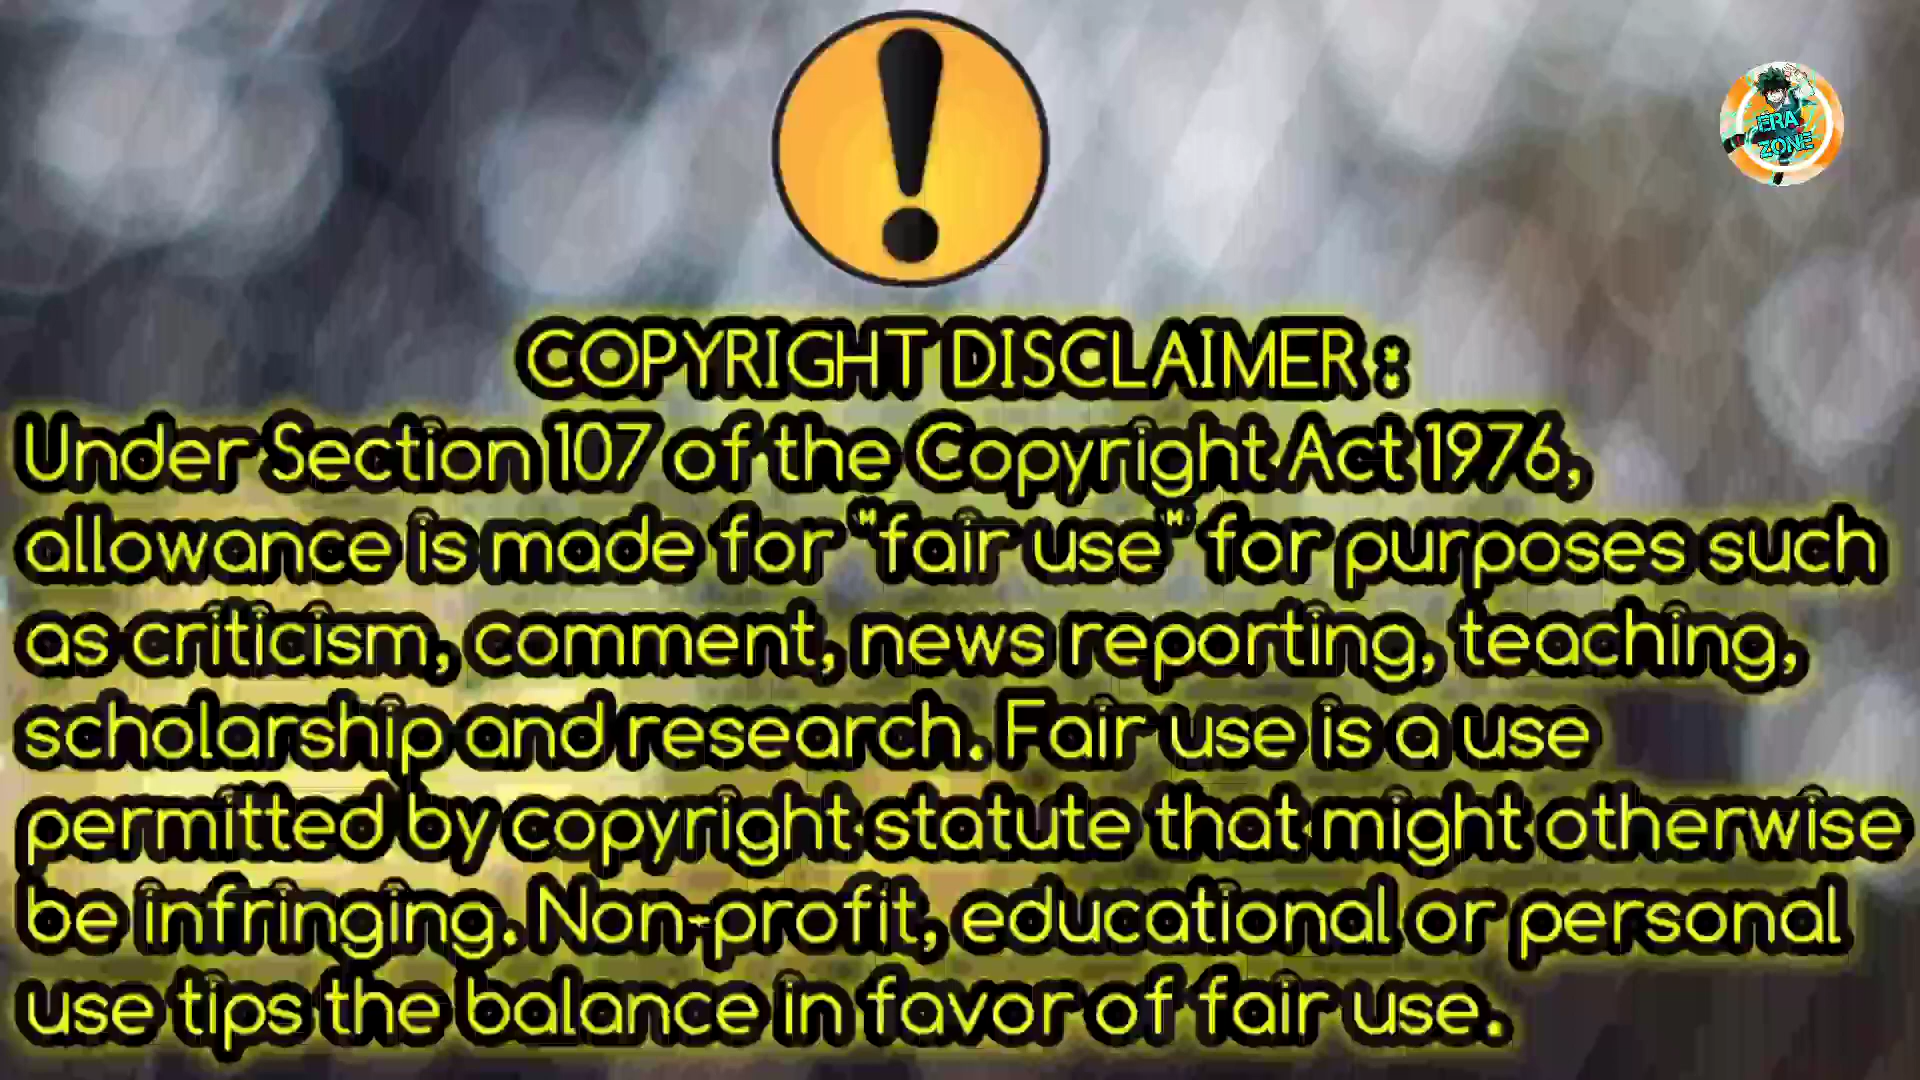 ERA
ZONE
COPYRIGHT DISCLAIMER :
Under Section 107 of the Copyright Act 1976,
allowance is made for "fair use" for purposes such
as criticism, comment, news reporting, teaching,
scholarship and research. Fair use is a use
permitted by copyright statute that might otherwise
be infringing. Non-profit, educational or personal
use tips the balance in favor of fair use.